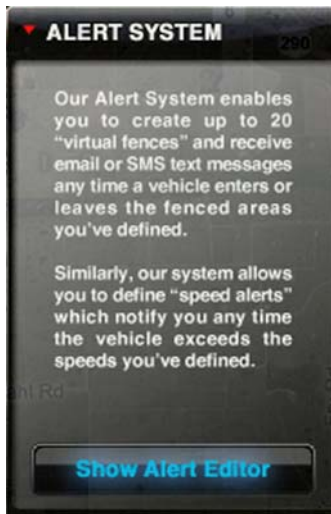 ALERT SYSTEM
290
Our Alert System enables
you to create up to 20
“virtual fences” and receive
email or SMS text messages
any time a vehicle enters or
leaves the fenced areas
you’ve defined.
Similarly, our system allows
you to define “speed alerts”
which notify you any time
the vehicle exceeds the
speeds you’ve defined.
Rd
Show Alert Editor